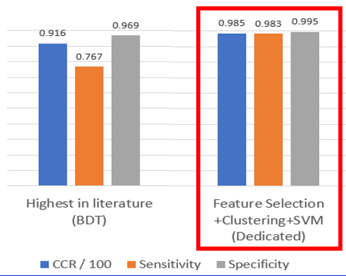 0.916
0.767
0.969
0.985
0.983
0.995
Highest in literature
(BDT)
Feature Selection
+Clustering+SVM
(Dedicated)
CCR / 100 Sensitivity Specificity